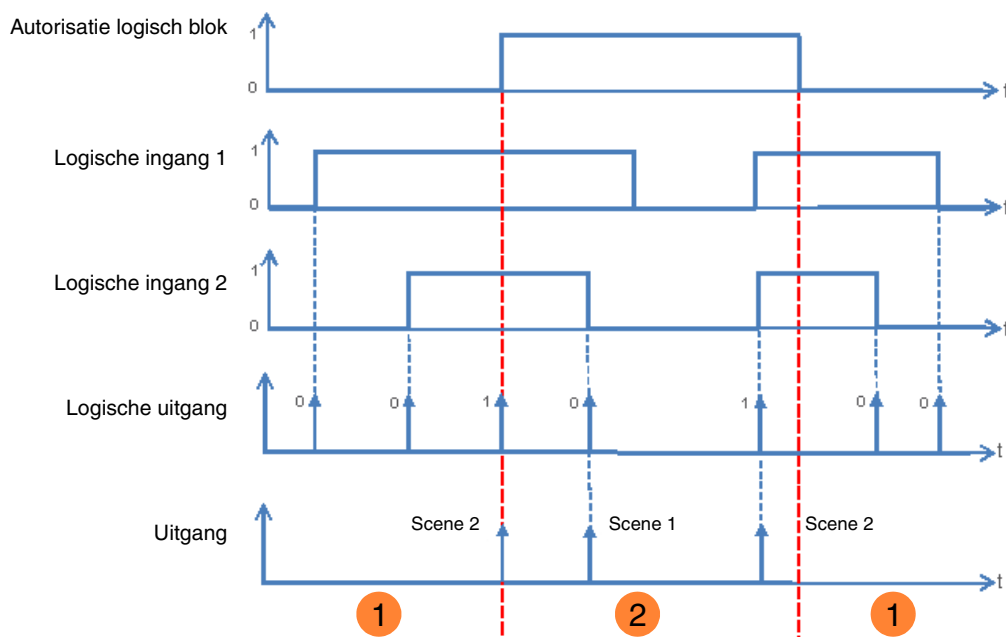 Autorisatie logisch blok
1
0
t
Logische ingang 1
1
0
t
Logische ingang 2
1
0
t
Logische uitgang
0
0
1
0
1
0
0
t
Uitgang
Scene 2
Scene 1
Scene 2
t
1
2
1